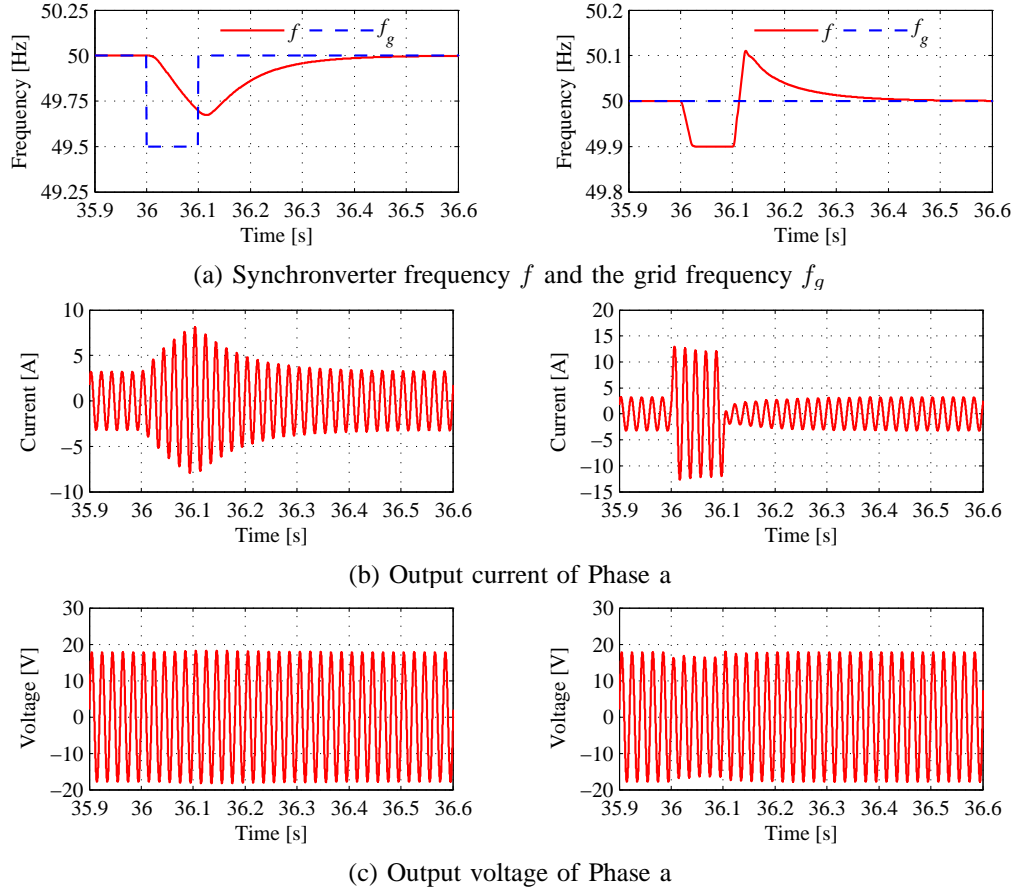 50.25
50
49.75
49.5
49.25
Frequency [Hz]
f
f_g
35.9 36 36.1 36.2 36.3 36.4 36.5 36.6
Time [s]
50.2
50.1
50
49.9
49.8
Frequency [Hz]
f
f_g
35.9 36 36.1 36.2 36.3 36.4 36.5 36.6
Time [s]
(a) Synchronverter frequency f and the grid frequency f_g
10
5
0
−5
−10
Current [A]
35.9 36 36.1 36.2 36.3 36.4 36.5 36.6
Time [s]
20
15
10
5
0
−5
−10
−15
Current [A]
35.9 36 36.1 36.2 36.3 36.4 36.5 36.6
Time [s]
(b) Output current of Phase a
30
20
10
0
−10
−20
Voltage [V]
35.9 36 36.1 36.2 36.3 36.4 36.5 36.6
Time [s]
30
20
10
0
−10
−20
Voltage [V]
35.9 36 36.1 36.2 36.3 36.4 36.5 36.6
Time [s]
(c) Output voltage of Phase a